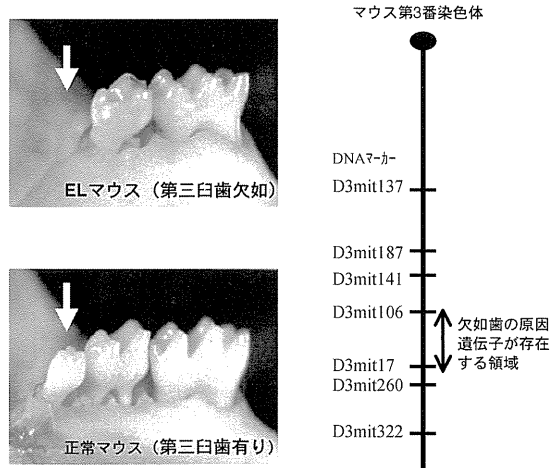 ELマウス（第三臼歯欠如）
正常マウス（第三臼歯有り）
マウス第3番染色体
DNAマーカー
D3mit137
D3mit187
D3mit141
D3mit106
D3mit17
D3mit260
D3mit322
欠如歯の原因
遺伝子が存在
する領域